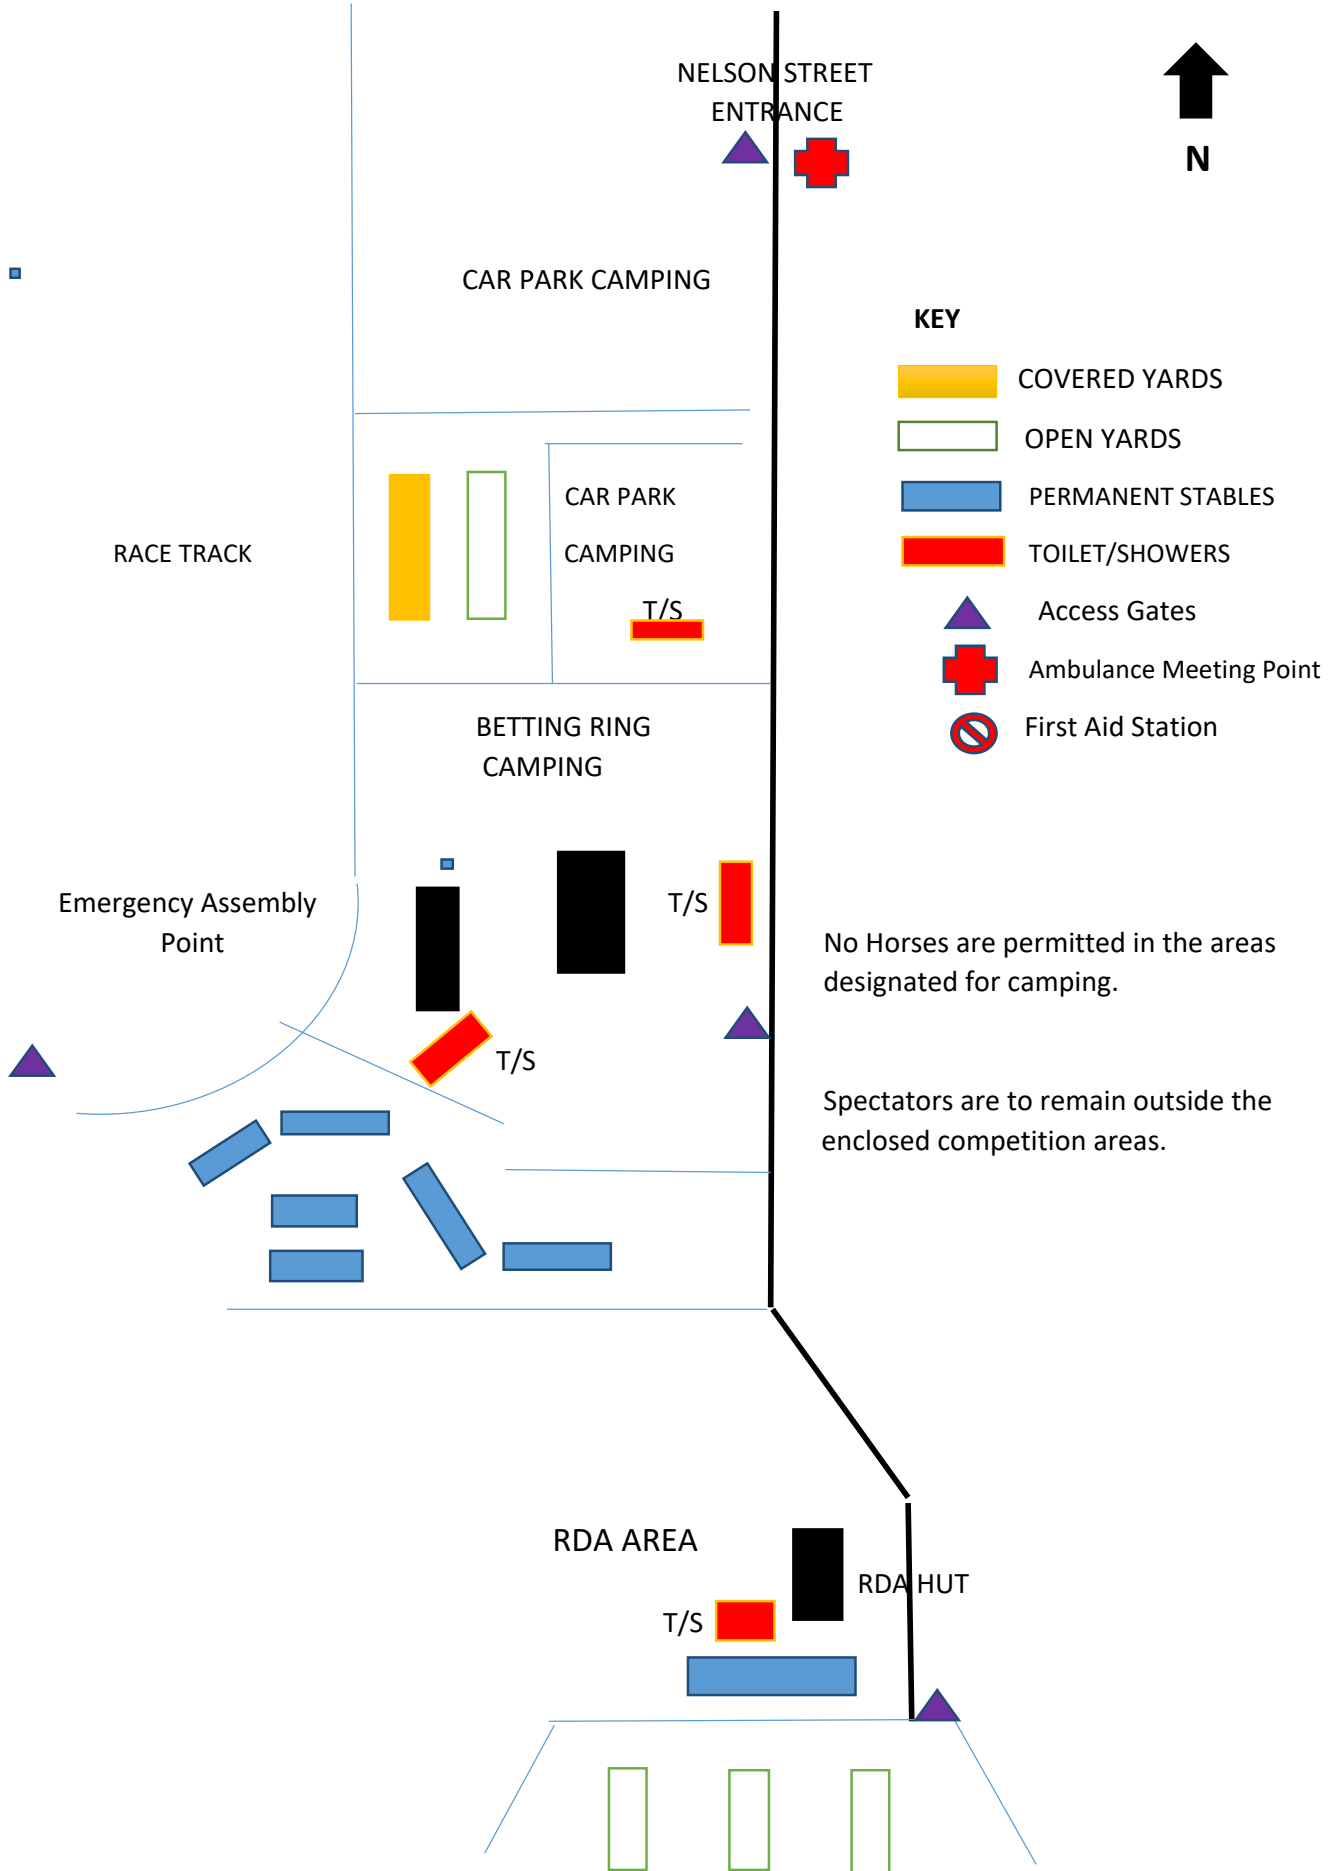 NELSON STREET
ENTRANCE
N
CAR PARK CAMPING
KEY
COVERED YARDS
OPEN YARDS
CAR PARK
CAMPING
PERMANENT STABLES
RACE TRACK
TOILET/SHOWERS
T/S
Access Gates
Ambulance Meeting Point
BETTING RING
CAMPING
First Aid Station
Emergency Assembly
Point
T/S
No Horses are permitted in the areas
designated for camping.
T/S
Spectators are to remain outside the
enclosed competition areas.
RDA AREA
RDA HUT
T/S